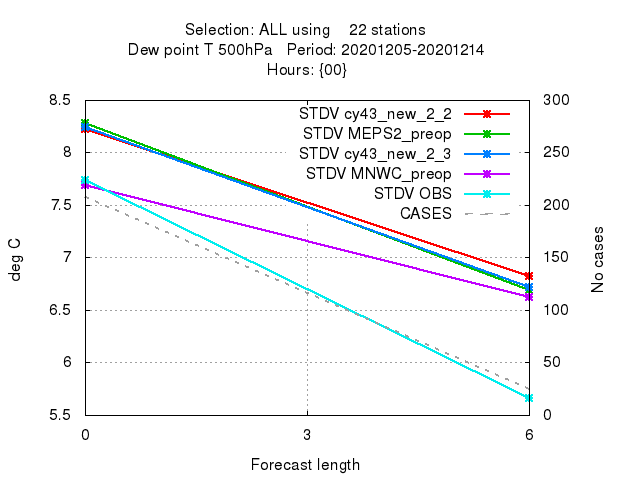 Selection: ALL using    22 stations
Dew point T 500hPa   Period: 20201205-20201214
Hours: {00}
8.5
8
7.5
7
6.5
6
5.5
deg C
STDV cy43_new_2_2
STDV MEPS2_preop
STDV cy43_new_2_3
STDV MNWC_preop
STDV OBS
CASES
300
250
200
150
100
50
0
No cases
0
3
6
Forecast length